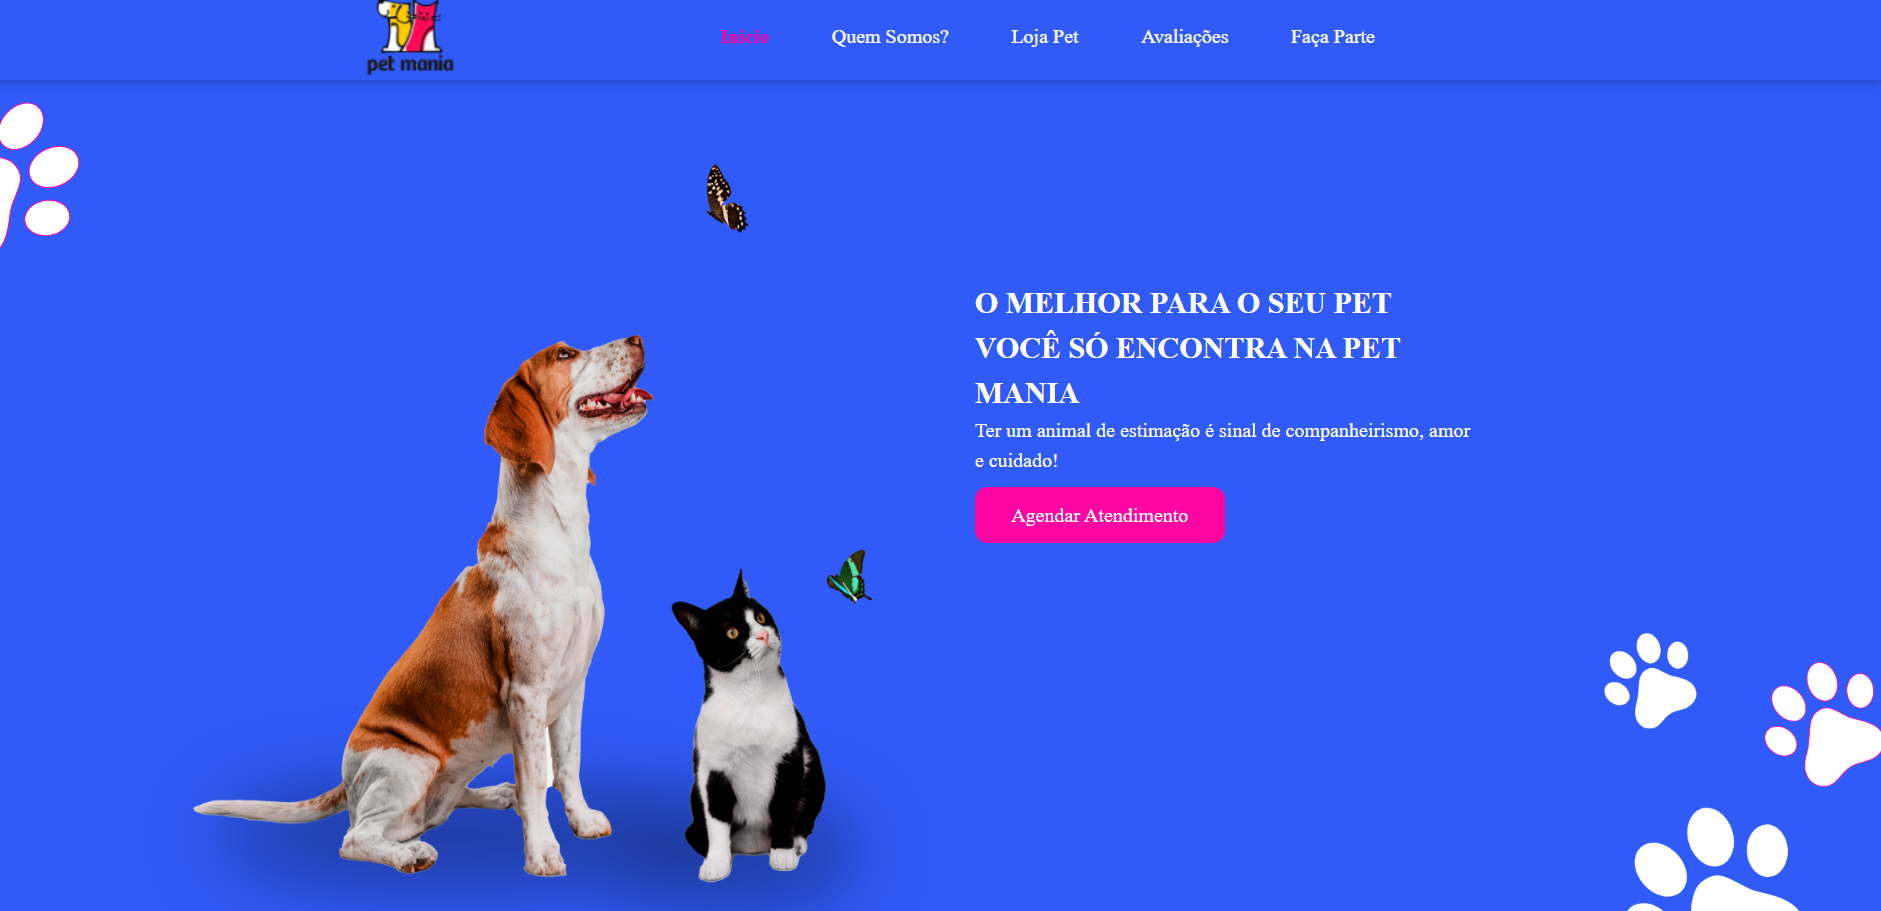 pet mania
Início
Quem Somos?
Loja Pet
Avaliações
Faça Parte
O MELHOR PARA O SEU PET
VOCÊ SÓ ENCONTRA NA PET
MANIA
Ter um animal de estimação é sinal de companheirismo, amor
e cuidado!
Agendar Atendimento